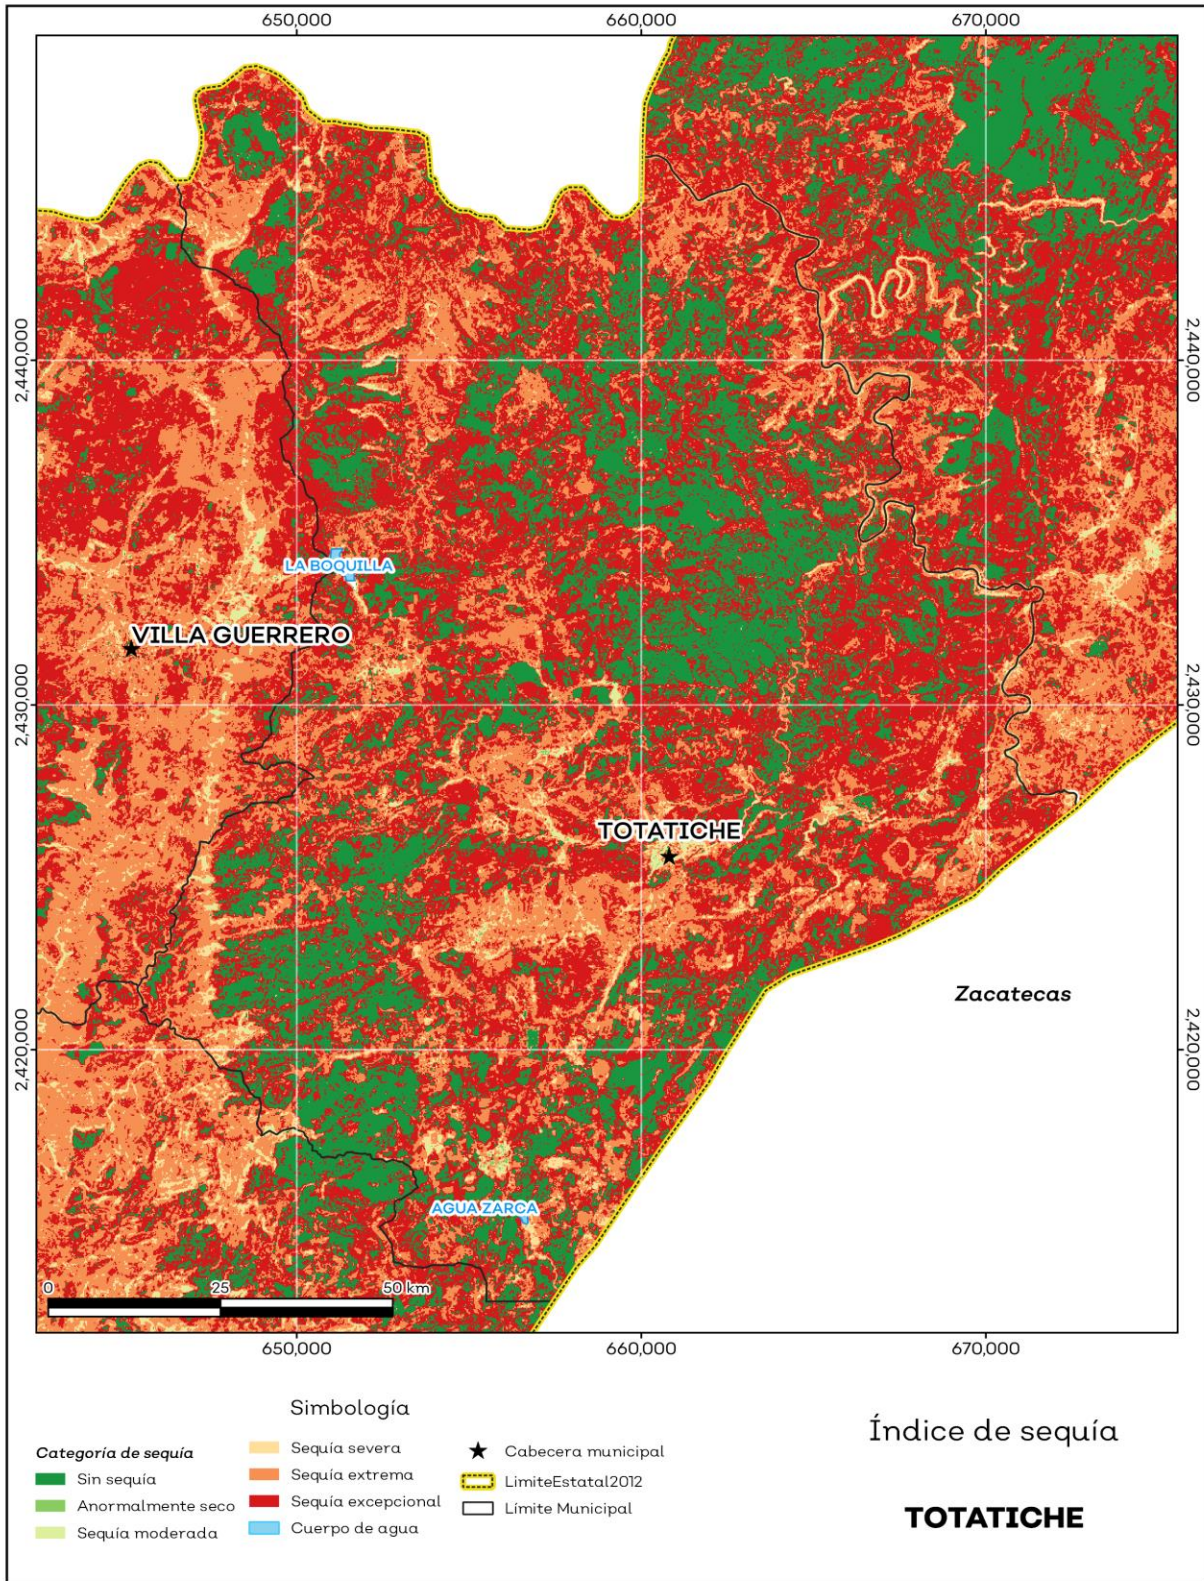 650,000
660,000
670,000
2,440,000
2,440,000
LA BOQUILLA
VILLA GUERRERO
2,430,000
2,430,000
TOTATICHE
Zacatecas
2,420,000
2,420,000
AGUA ZARCA
0
25
50 km
650,000
660,000
670,000
Simbología
Categoría de sequía
Sin sequía
Anormalmente seco
Sequía moderada
Sequía severa
Sequía extrema
Sequía excepcional
Cuerpo de agua
Cabecera municipal
LimiteEstatal2012
Límite Municipal
Índice de sequía
TOTATICHE